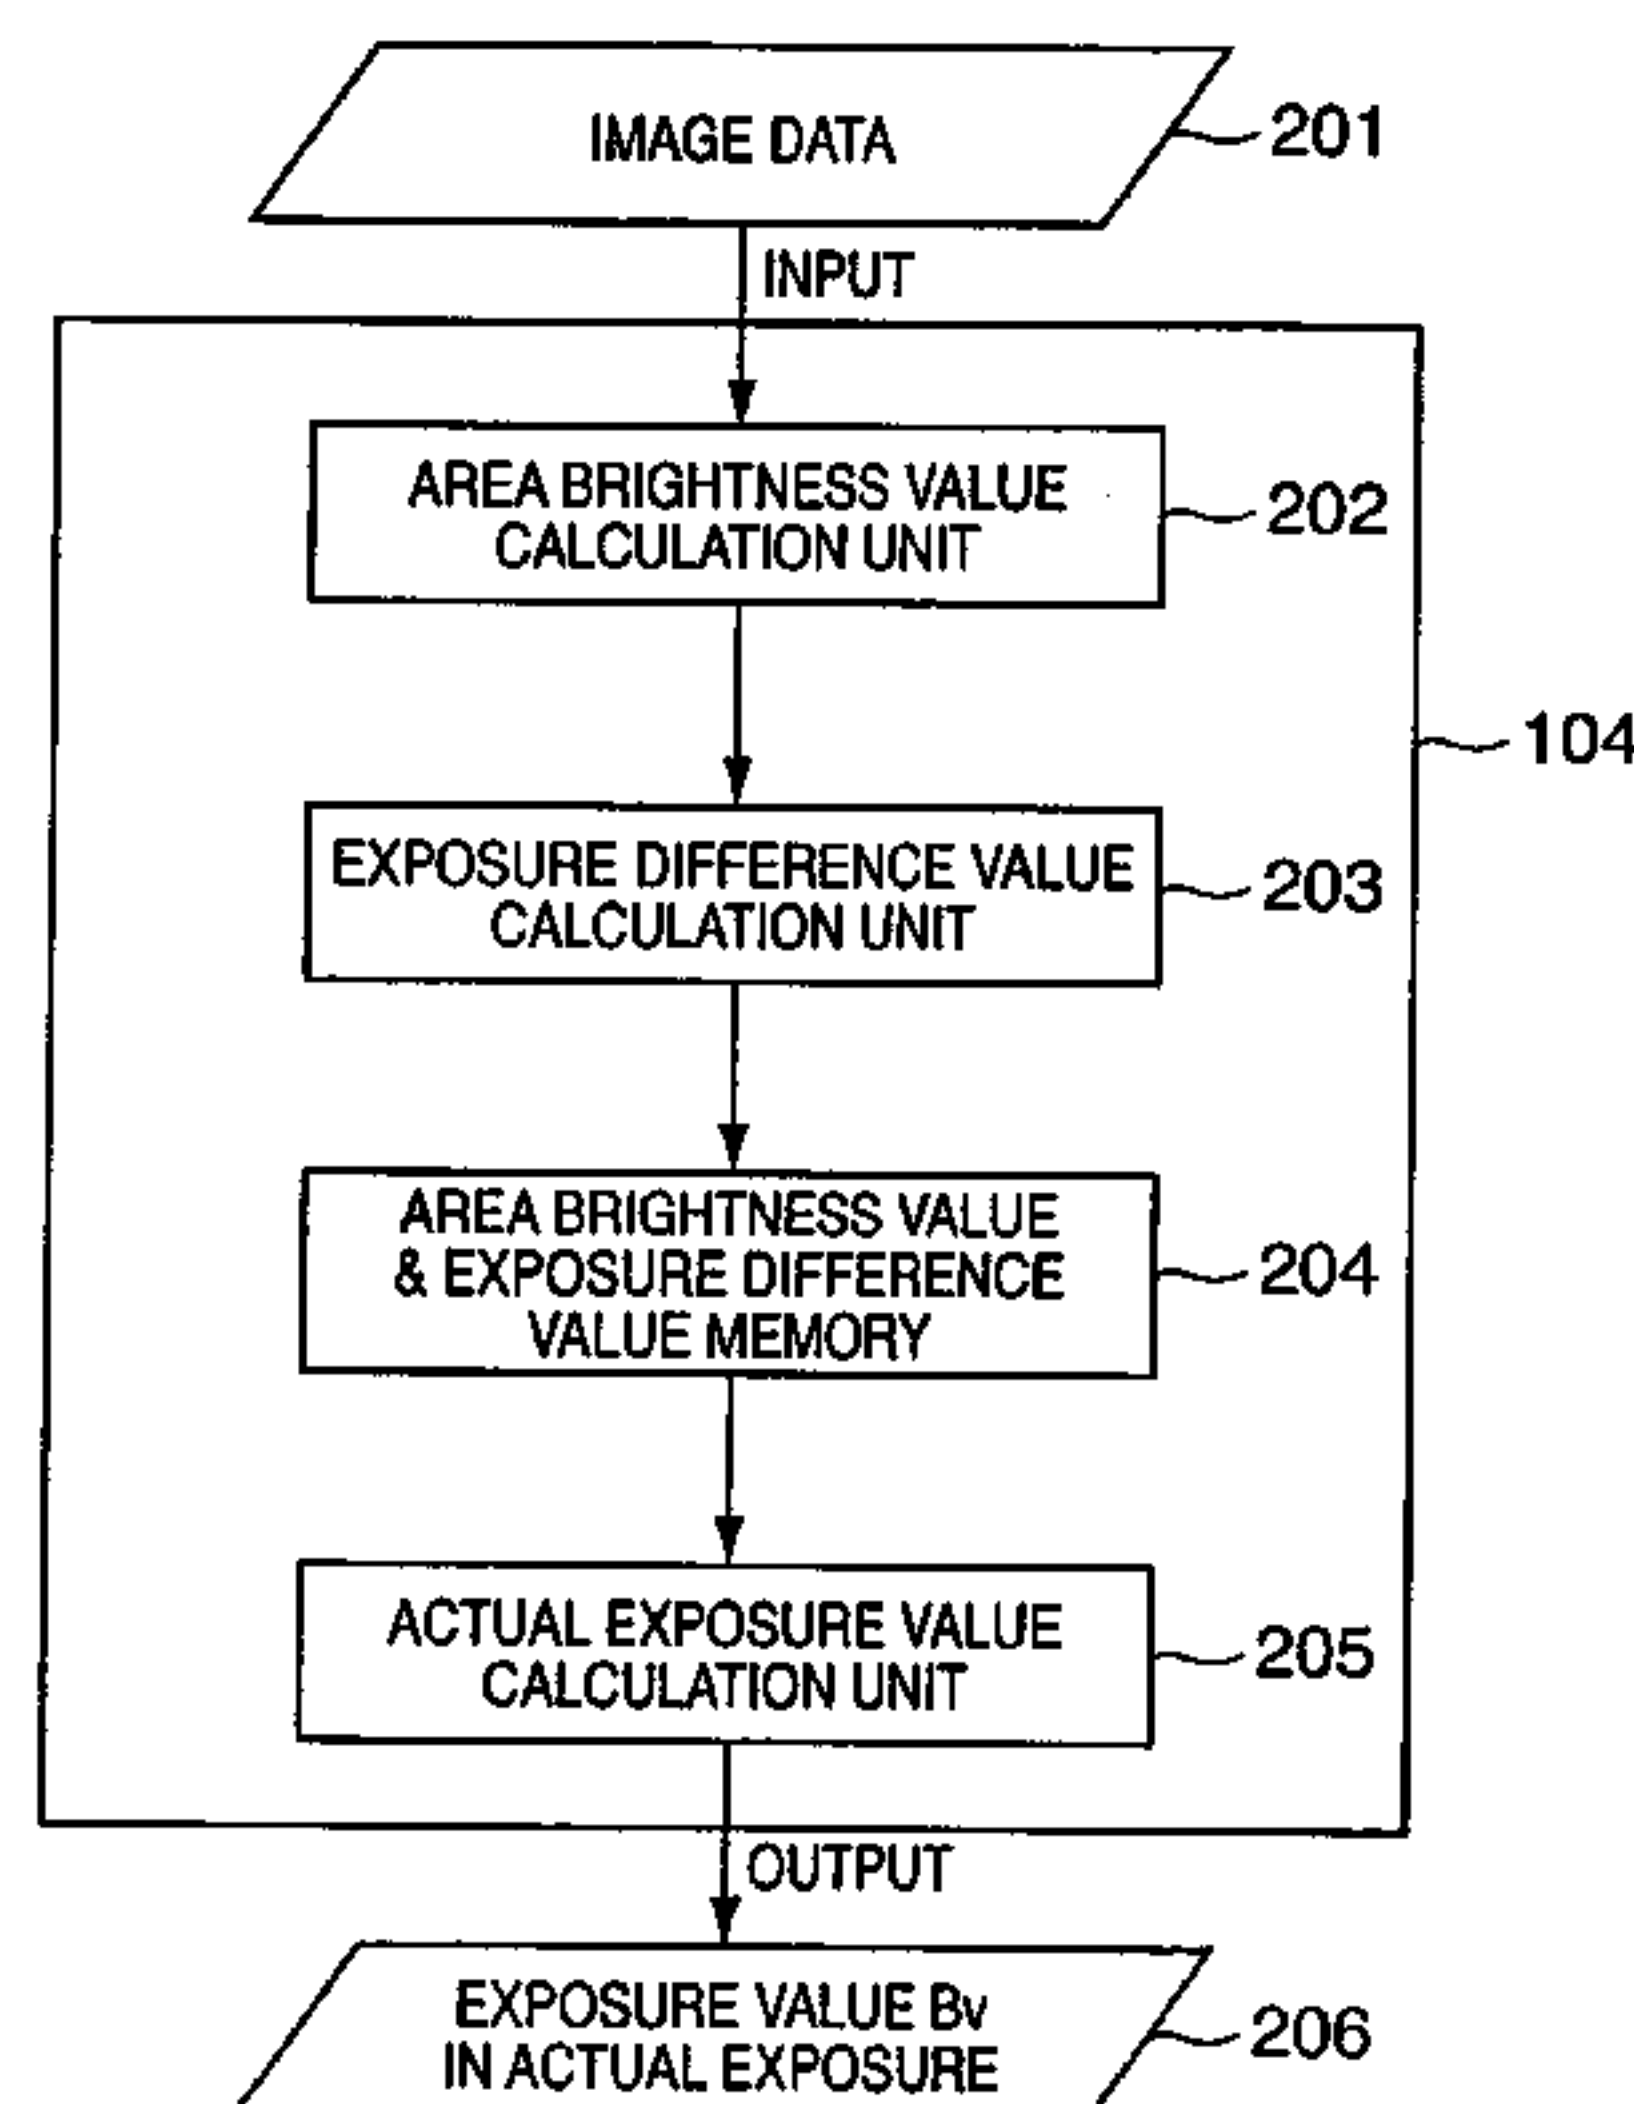 IMAGE DATA
201
INPUT
AREA BRIGHTNESS VALUE
CALCULATION UNIT
202
104
EXPOSURE DIFFERENCE VALUE
CALCULATION UNIT
203
AREA BRIGHTNESS VALUE
& EXPOSURE DIFFERENCE
VALUE MEMORY
204
ACTUAL EXPOSURE VALUE
CALCULATION UNIT
205
OUTPUT
EXPOSURE VALUE Bv
IN ACTUAL EXPOSURE
206